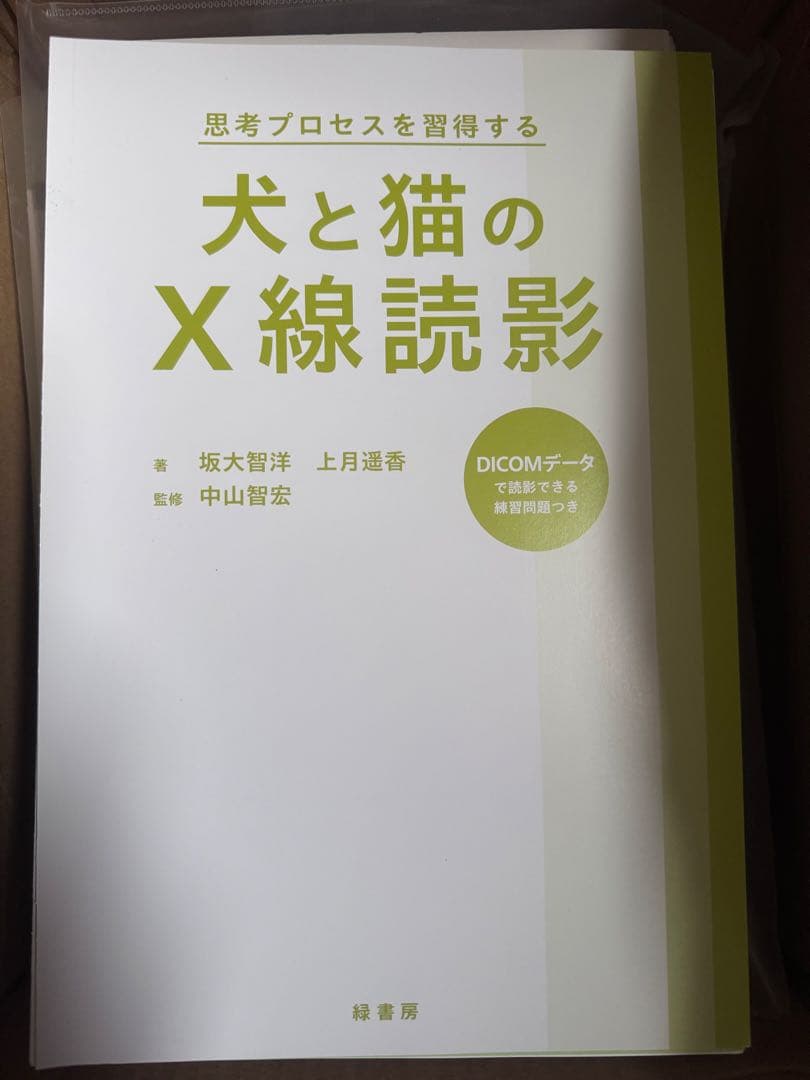 思考プロセスを習得する
犬と猫の
X線読影
著 坂大智洋 上月遥香
監修 中山智宏
DICOMデータ
で読影できる
練習問題つき
緑書房